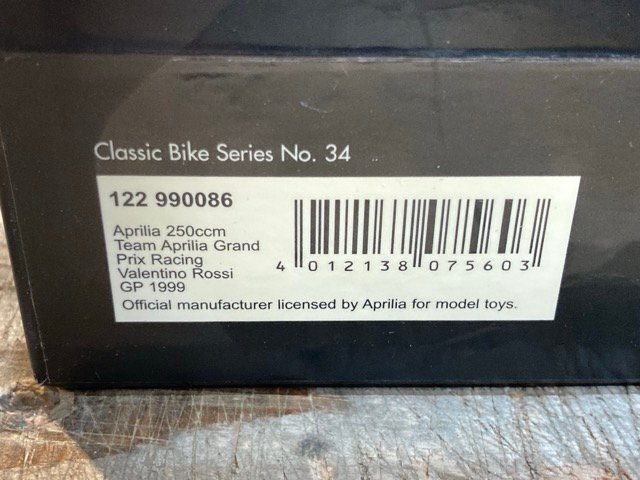 Classic Bike Series No. 34
122 990086
Aprilia 250ccm
Team Aprilia Grand
Prix Racing
Valentino Rossi
GP 1999
4 012138 075603
Official manufacturer licensed by Aprilia for model toys.